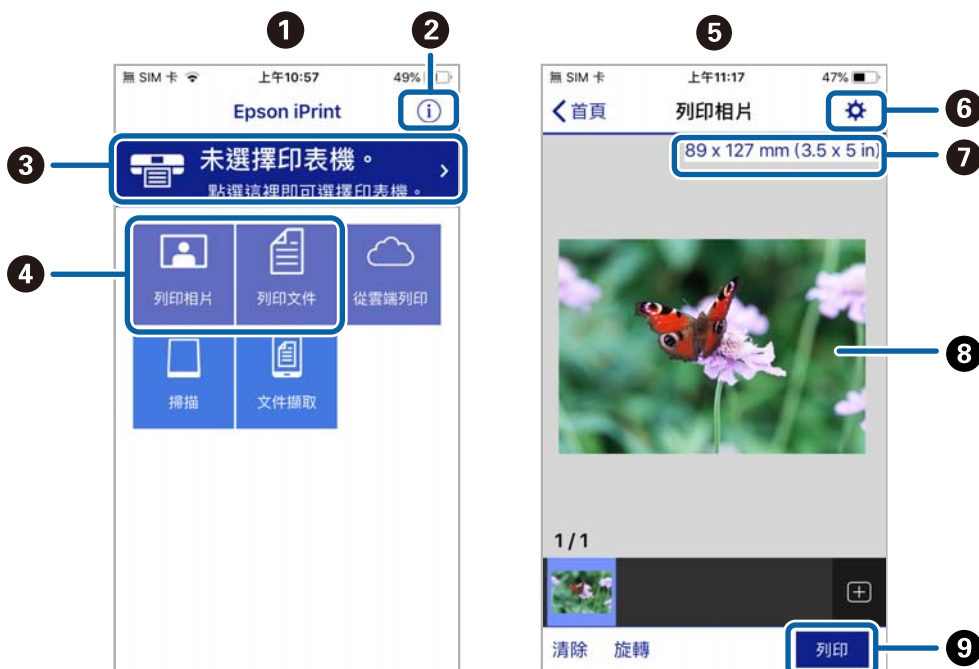 1
2
無 SIM 卡 上午10:57 49%
Epson iPrint
3
未選擇印表機。
點選這裡即可選擇印表機。
4
列印相片 列印文件 從雲端列印
掃描 文件擷取
5
無 SIM 卡 上午11:17 47%
首頁 列印相片
6
89 x 127 mm (3.5 x 5 in)
7
8
1/1
清除 旋轉 列印
9